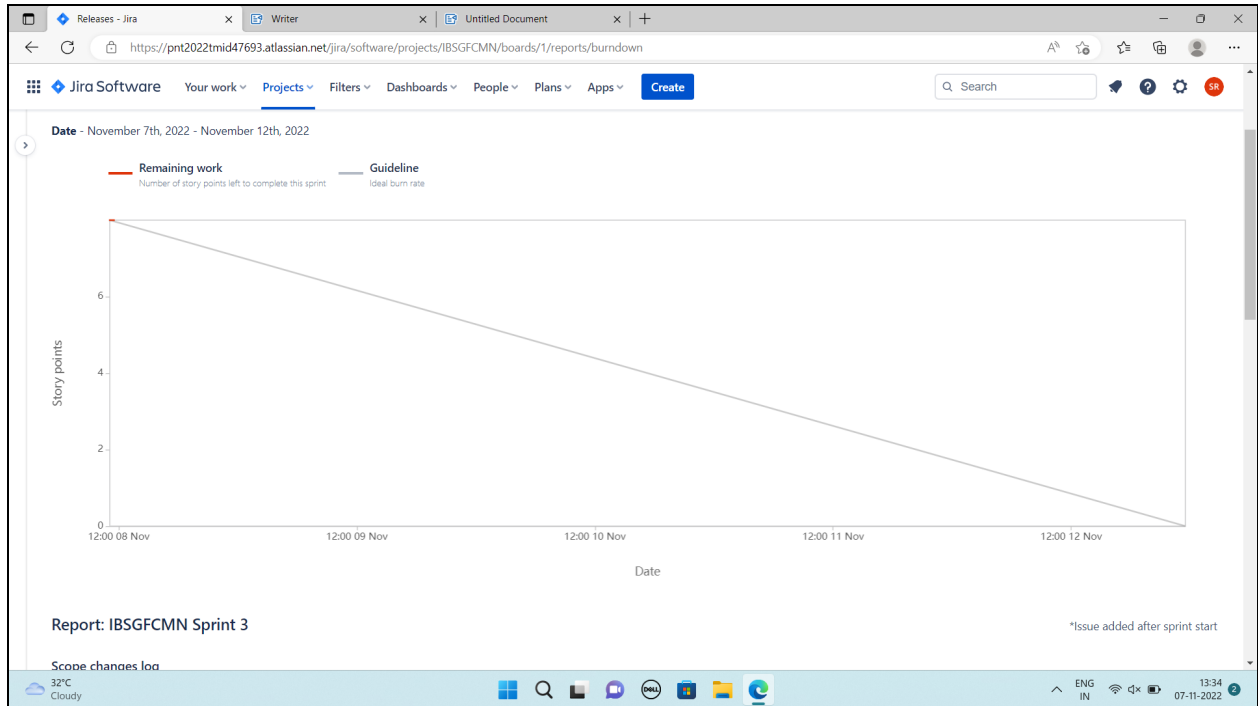 Releases - Jira
Writer
Untitled Document
https://pnt2022tmid47693.atlassian.net/jira/software/projects/IBSGFCMN/boards/1/reports/burndown
Jira Software Your work Projects Filters Dashboards People Plans Apps Create Search SR
Date - November 7th, 2022 - November 12th, 2022
Remaining work
Number of story points left to complete this sprint
Guideline
Ideal burn rate
Story points
6
4
2
0
12:00 08 Nov 12:00 09 Nov 12:00 10 Nov 12:00 11 Nov 12:00 12 Nov
Date
Report: IBSGFCMN Sprint 3
*Issue added after sprint start
Scope changes log
32°C
Cloudy
DELL
ENG
IN
13:34
07-11-2022
2